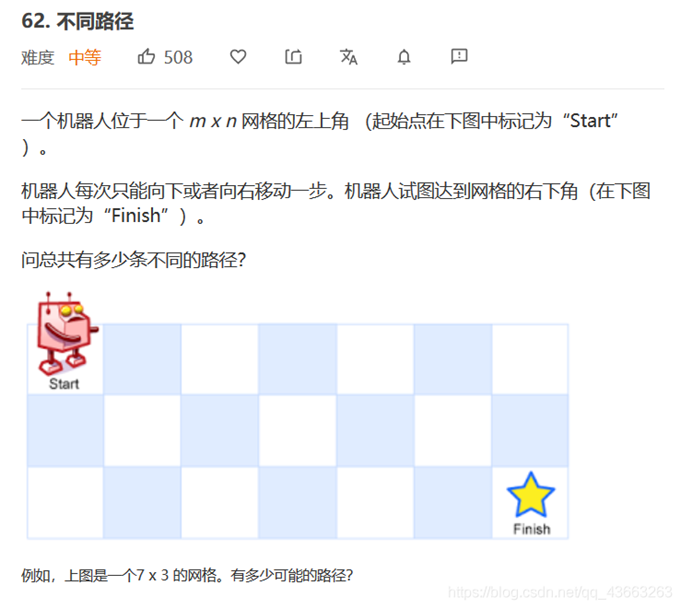 62. 不同路径
难度 中等 508
一个机器人位于一个 m x n 网格的左上角 （起始点在下图中标记为“Start”
）。
机器人每次只能向下或者向右移动一步。机器人试图达到网格的右下角（在下图
中标记为“Finish”）。
问总共有多少条不同的路径？
Start
Finish
例如，上图是一个7 x 3 的网格。有多少可能的路径？
https://blog.csdn.net/qq_43663263